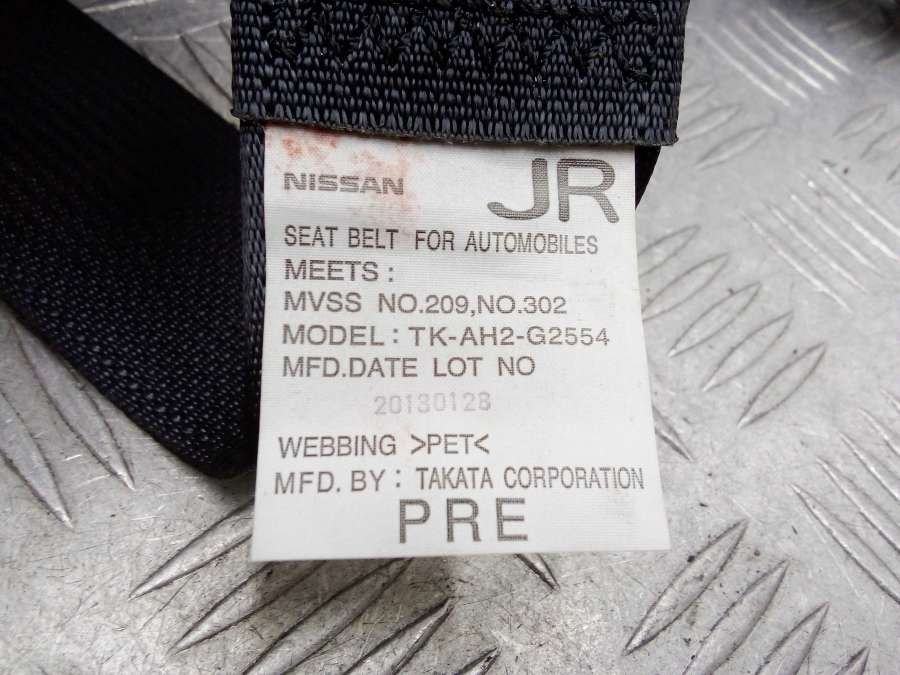 NISSAN JR
SEAT BELT FOR AUTOMOBILES
MEETS :
MVSS NO.209,NO.302
MODEL : TK-AH2-G2554
MFD.DATE LOT NO
20130128
WEBBING >PET<
MFD. BY : TAKATA CORPORATION
PRE